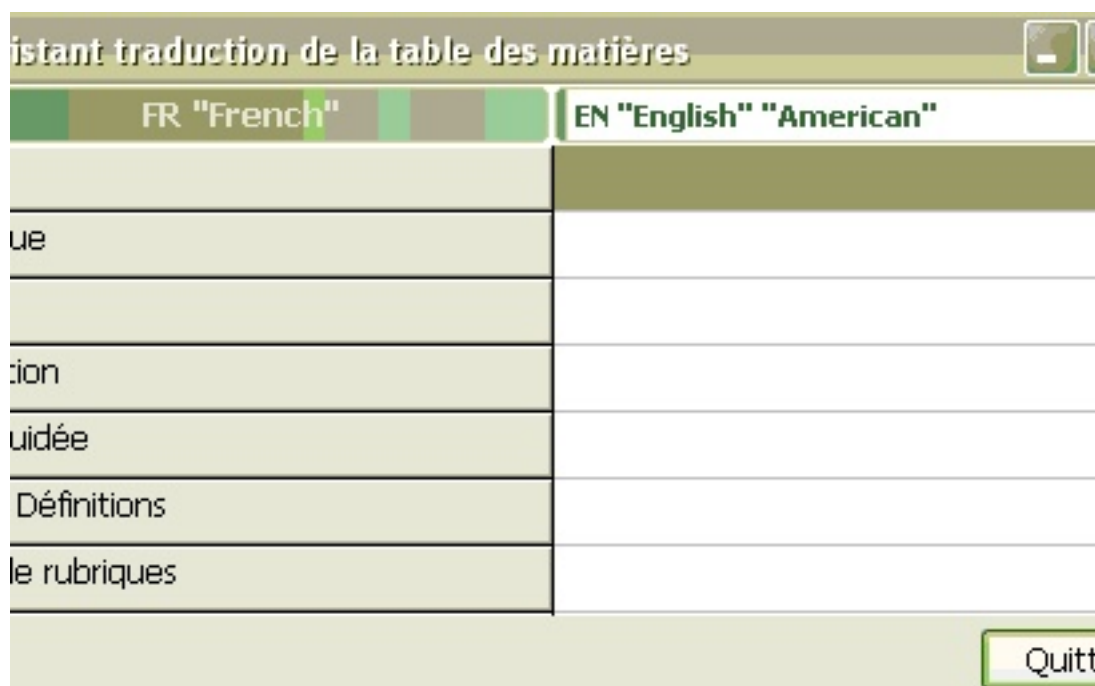 istant traduction de la table des matières
FR "French"
EN "English" "American"
ue
tion
uidée
Définitions
le rubriques
Quitt